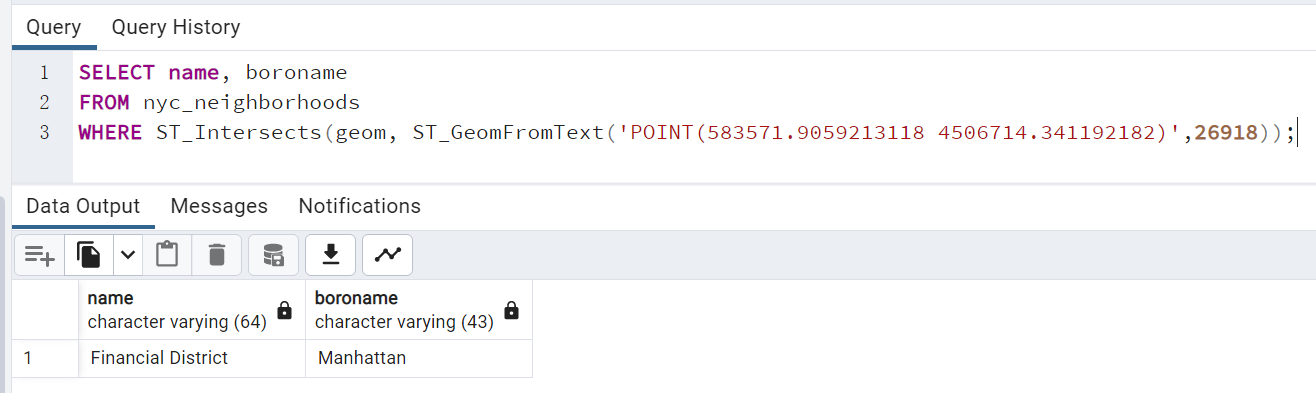 Query Query History
1 SELECT name, boroname
2 FROM nyc_neighborhoods
3 WHERE ST_Intersects(geom, ST_GeomFromText('POINT(583571.9059213118 4506714.341192182)',26918));
Data Output Messages Notifications
name boroname
character varying (64) character varying (43)
1 Financial District Manhattan